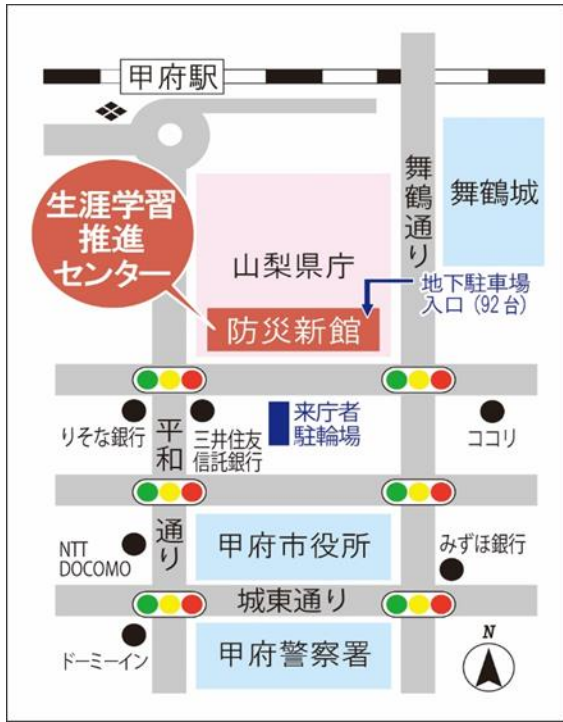 甲府駅
舞鶴通り
舞鶴城
生涯学習
推進
センター
山梨県庁
地下駐車場
入口（92台）
防災新館
りそな銀行
平和通り
三井住友
信託銀行
来庁者
駐輪場
ココリ
NTT
DOCOMO
甲府市役所
みずほ銀行
城東通り
ドーミーイン
甲府警察署
N